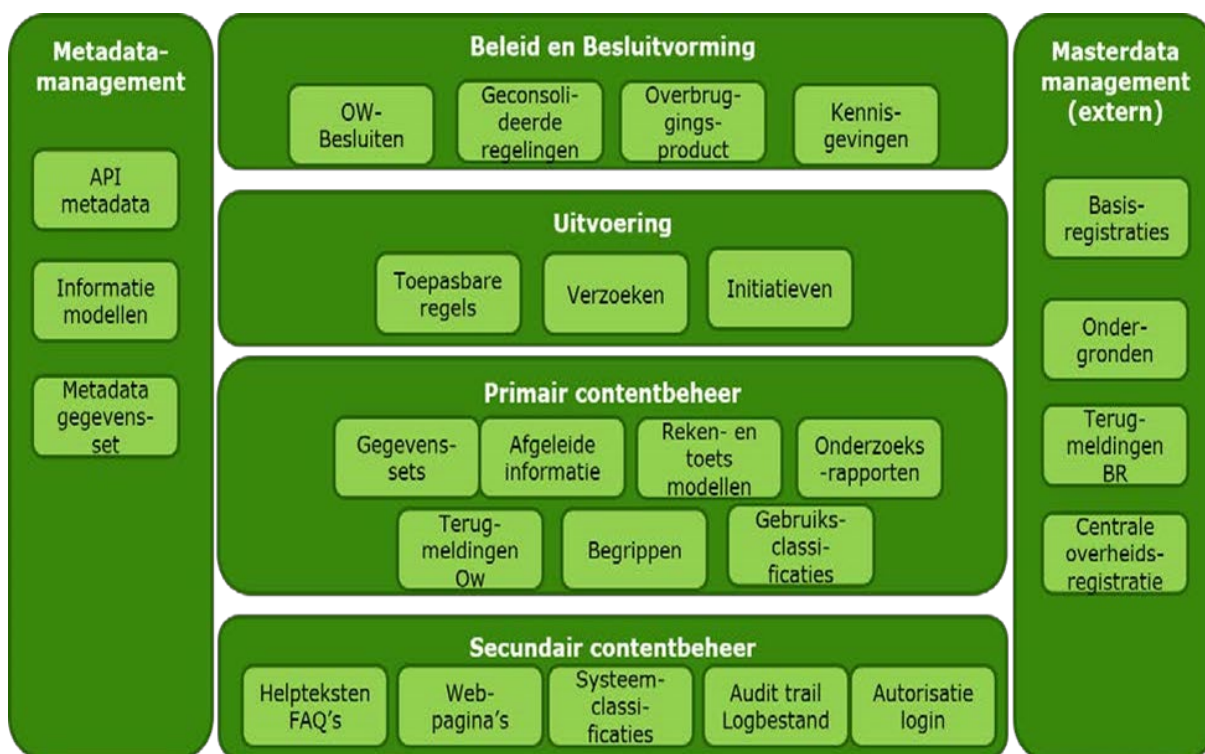 Metadata-
management
API
metadata
Informatie
modellen
Metadata
gegevens-
set
Beleid en Besluitvorming
OW-
Besluiten
Geconsoli-
deerde
regelingen
Overbrug-
gings-
product
Kennis-
gevingen
Uitvoering
Toepasbare
regels
Verzoeken
Initiatieven
Primair contentbeheer
Gegevens-
sets
Afgeleide
informatie
Reken- en
toets
modellen
Onderzoeks
-rapporten
Terug-
meldingen
Ow
Begrippen
Gebruiks-
classi-
ficaties
Secundair contentbeheer
Helpteksten
FAQ's
Web-
pagina's
Systeem-
classi-
ficaties
Audit trail
Logbestand
Autorisatie
login
Masterdata
management
(extern)
Basis-
registraties
Onder-
gronden
Terug-
meldingen
BR
Centrale
overheids-
registratie